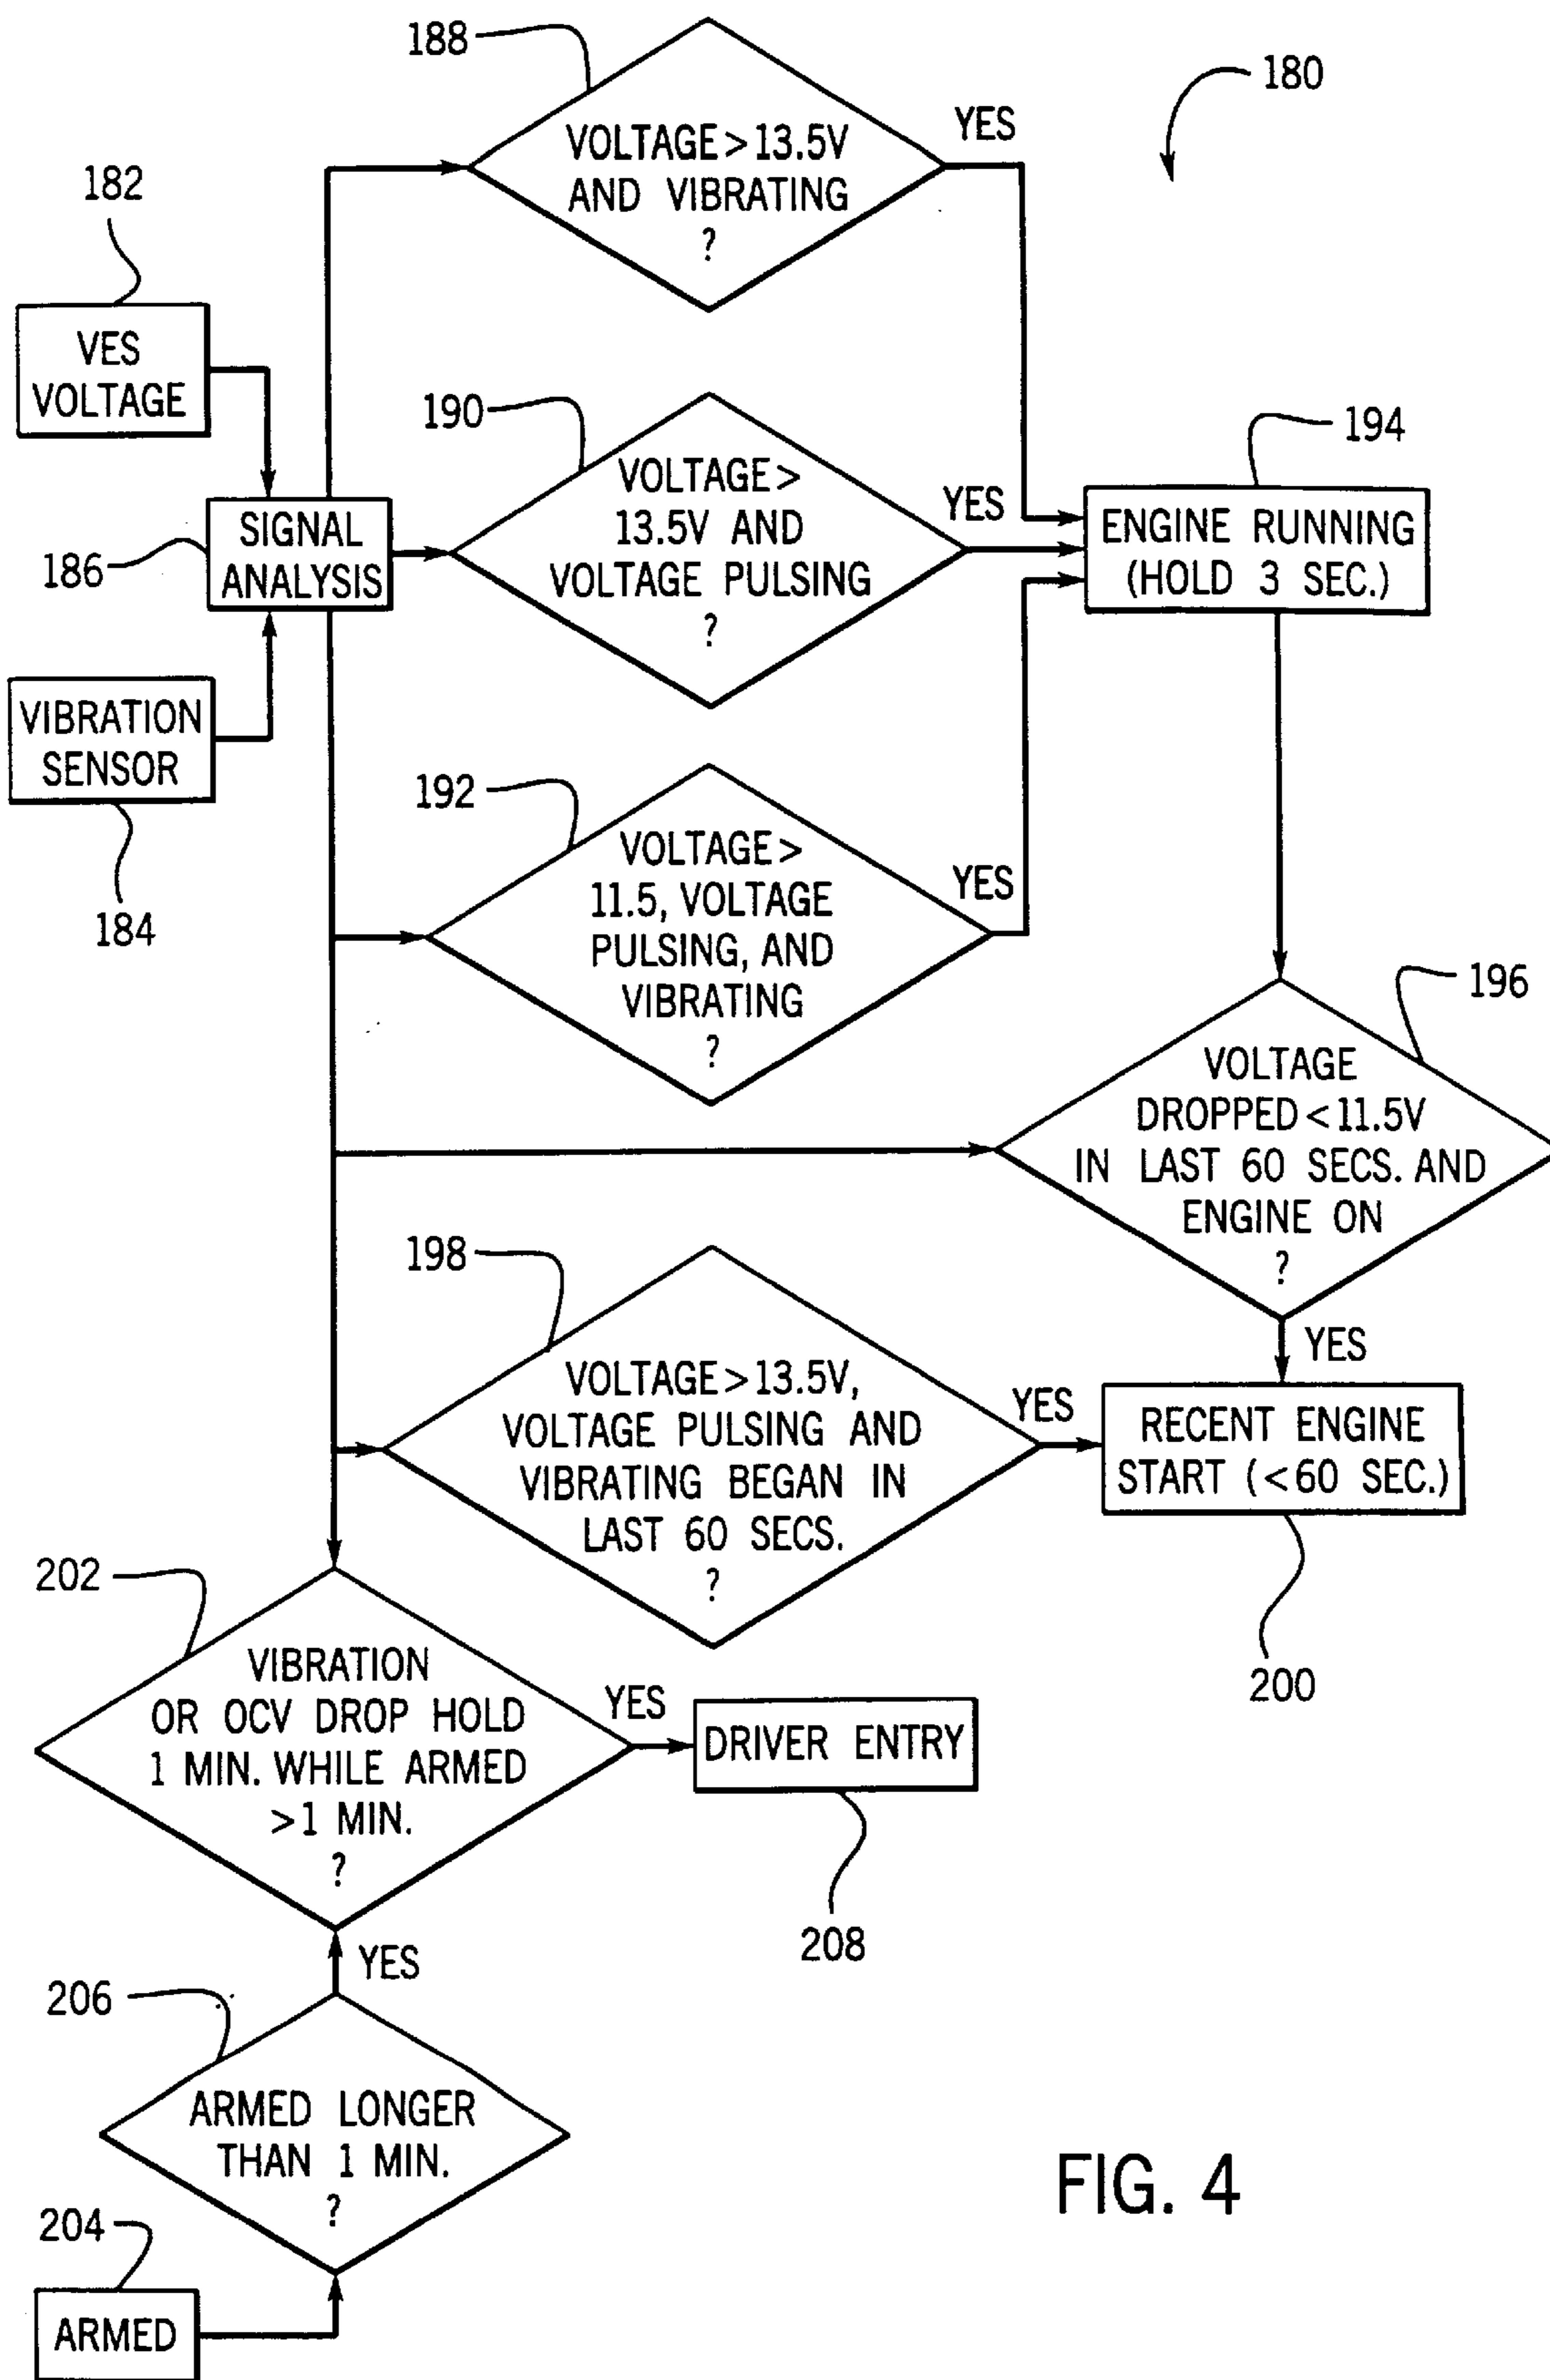 188
VOLTAGE > 13.5V
AND VIBRATING
?
YES
180
182
VES
VOLTAGE
190
VOLTAGE >
13.5V AND
VOLTAGE PULSING
?
YES
194
ENGINE RUNNING
(HOLD 3 SEC.)
SIGNAL
ANALYSIS
186
VIBRATION
SENSOR
184
192
VOLTAGE >
11.5, VOLTAGE
PULSING, AND
VIBRATING
?
YES
196
VOLTAGE
DROPPED < 11.5V
IN LAST 60 SECS. AND
ENGINE ON
?
YES
198
VOLTAGE > 13.5V,
VOLTAGE PULSING AND
VIBRATING BEGAN IN
LAST 60 SECS.
?
YES
RECENT ENGINE
START (<60 SEC.)
200
202
VIBRATION
OR OCV DROP HOLD
1 MIN. WHILE ARMED
>1 MIN.
?
YES
DRIVER ENTRY
208
YES
206
ARMED LONGER
THAN 1 MIN.
?
204
ARMED
FIG. 4